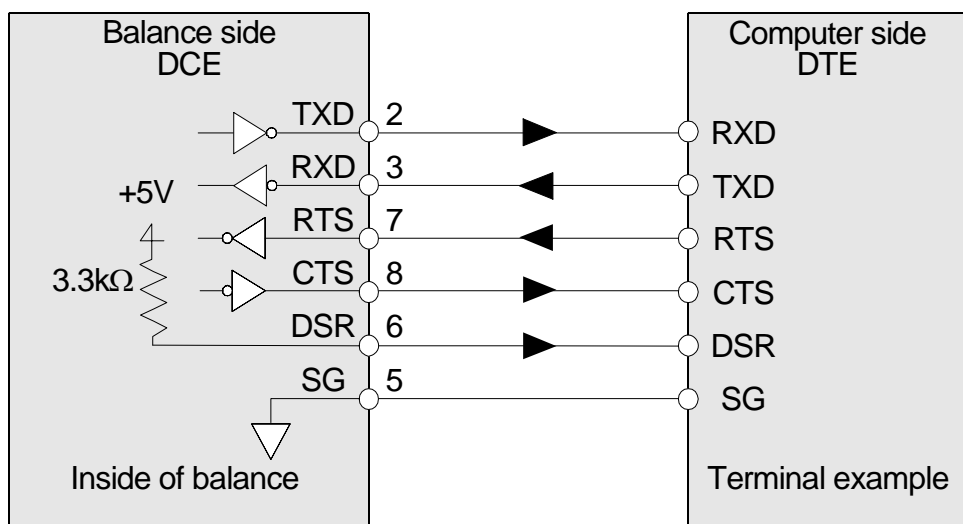 Balance side
DCE
Computer side
DTE
TXD 2 RXD
RXD 3 TXD
+5V
RTS 7 RTS
3.3kΩ
CTS 8 CTS
DSR 6 DSR
SG 5 SG
Inside of balance
Terminal example